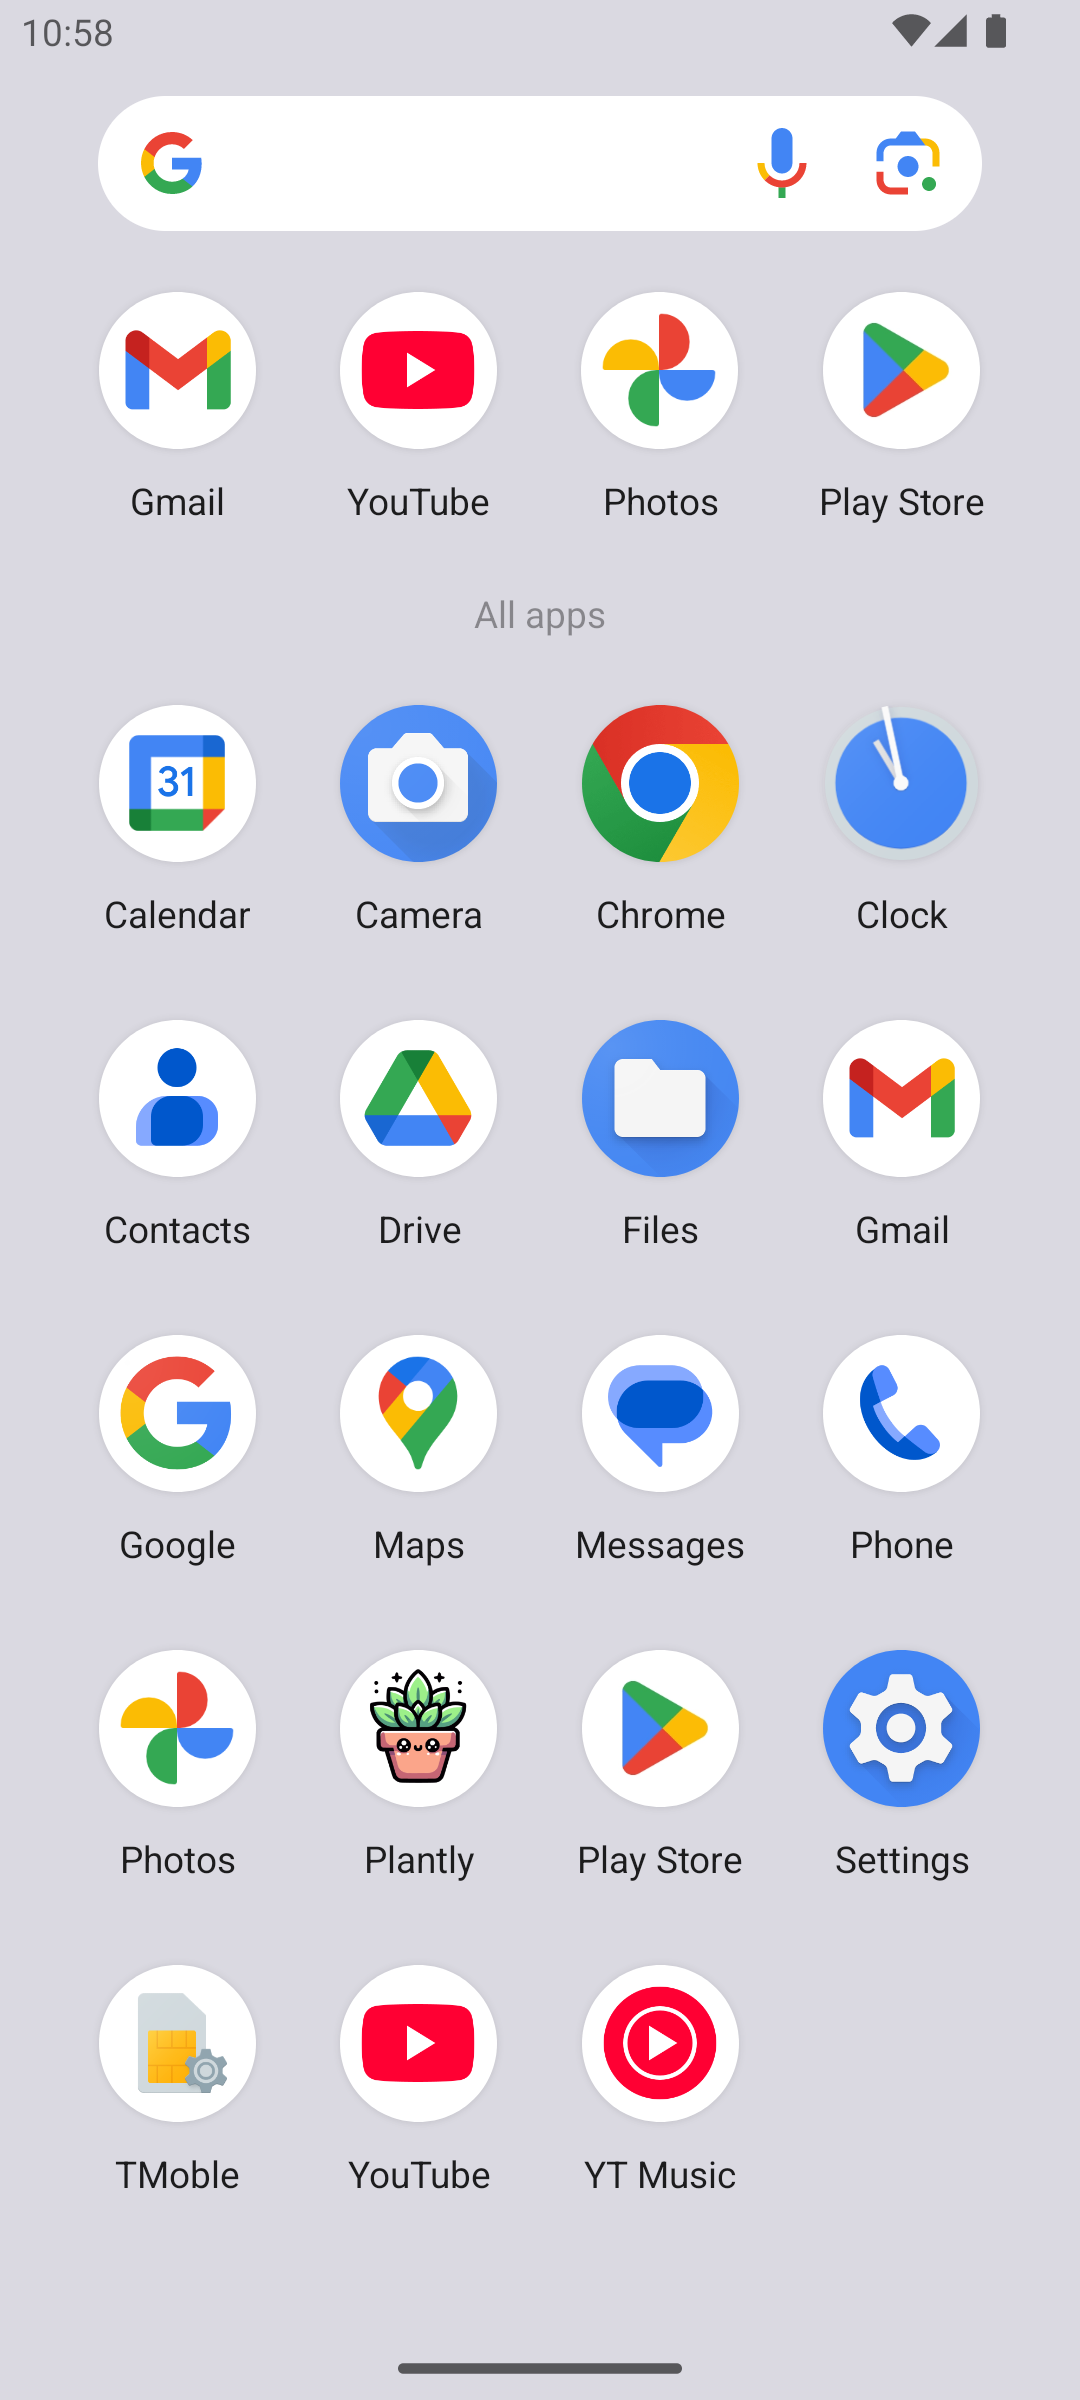 10:58
Gmail YouTube Photos Play Store
All apps
31
Calendar Camera Chrome Clock
Contacts Drive Files Gmail
Google Maps Messages Phone
Photos Plantly Play Store Settings
TMoble YouTube YT Music